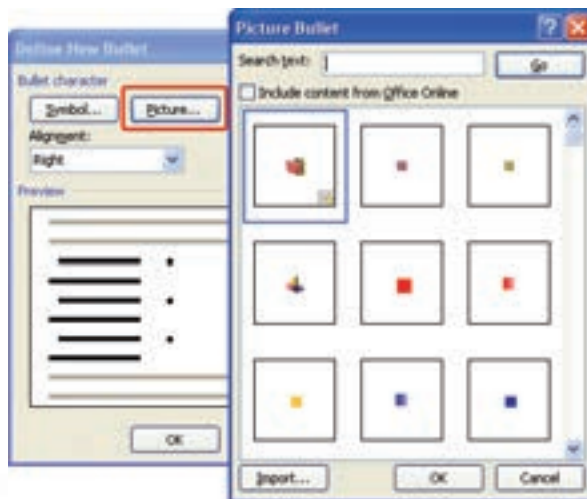 Define New Bullet
Bullet character
Symbol... Picture...
Alignment:
Right
Preview
OK
Picture Bullet
Search text: Go
Include content from Office Online
Import... OK Cancel